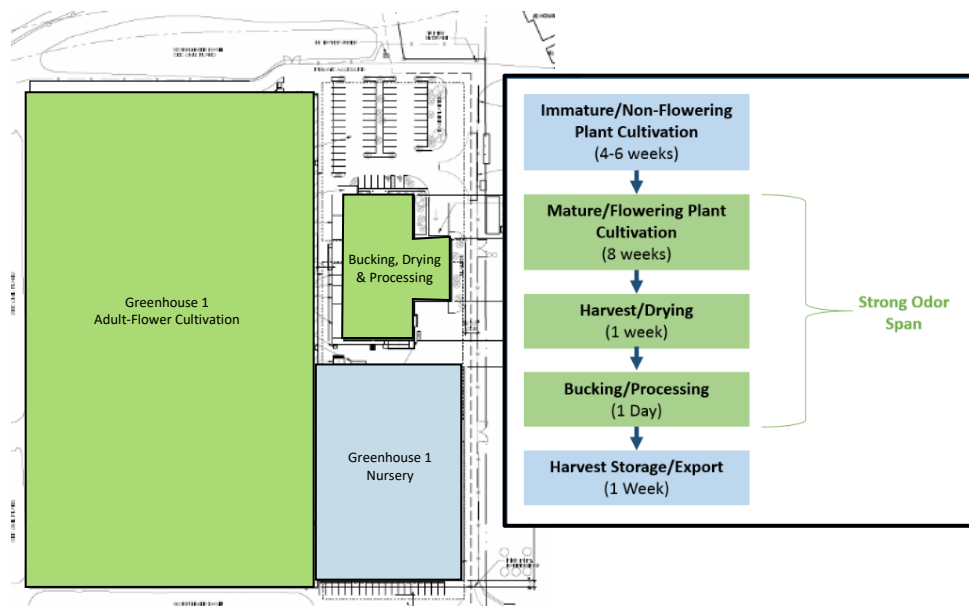 Greenhouse 1
Adult-Flower Cultivation
Bucking, Drying
& Processing
Greenhouse 1
Nursery
Immature/Non-Flowering
Plant Cultivation
(4-6 weeks)
Mature/Flowering Plant
Cultivation
(8 weeks)
Harvest/Drying
(1 week)
Bucking/Processing
(1 Day)
Harvest Storage/Export
(1 Week)
Strong Odor
Span